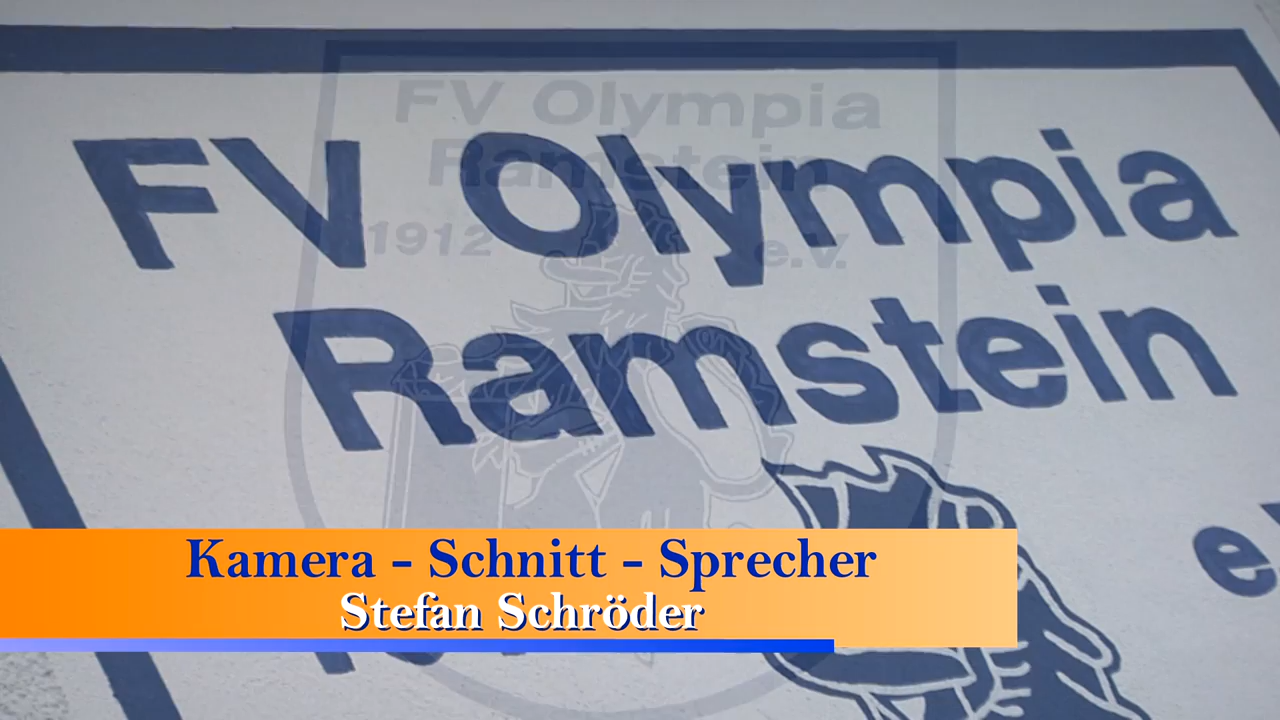 FV Olympia
Ramstein
FV Olympia
Ramstein
1912 e.V.
Kamera - Schnitt - Sprecher
Stefan Schröder